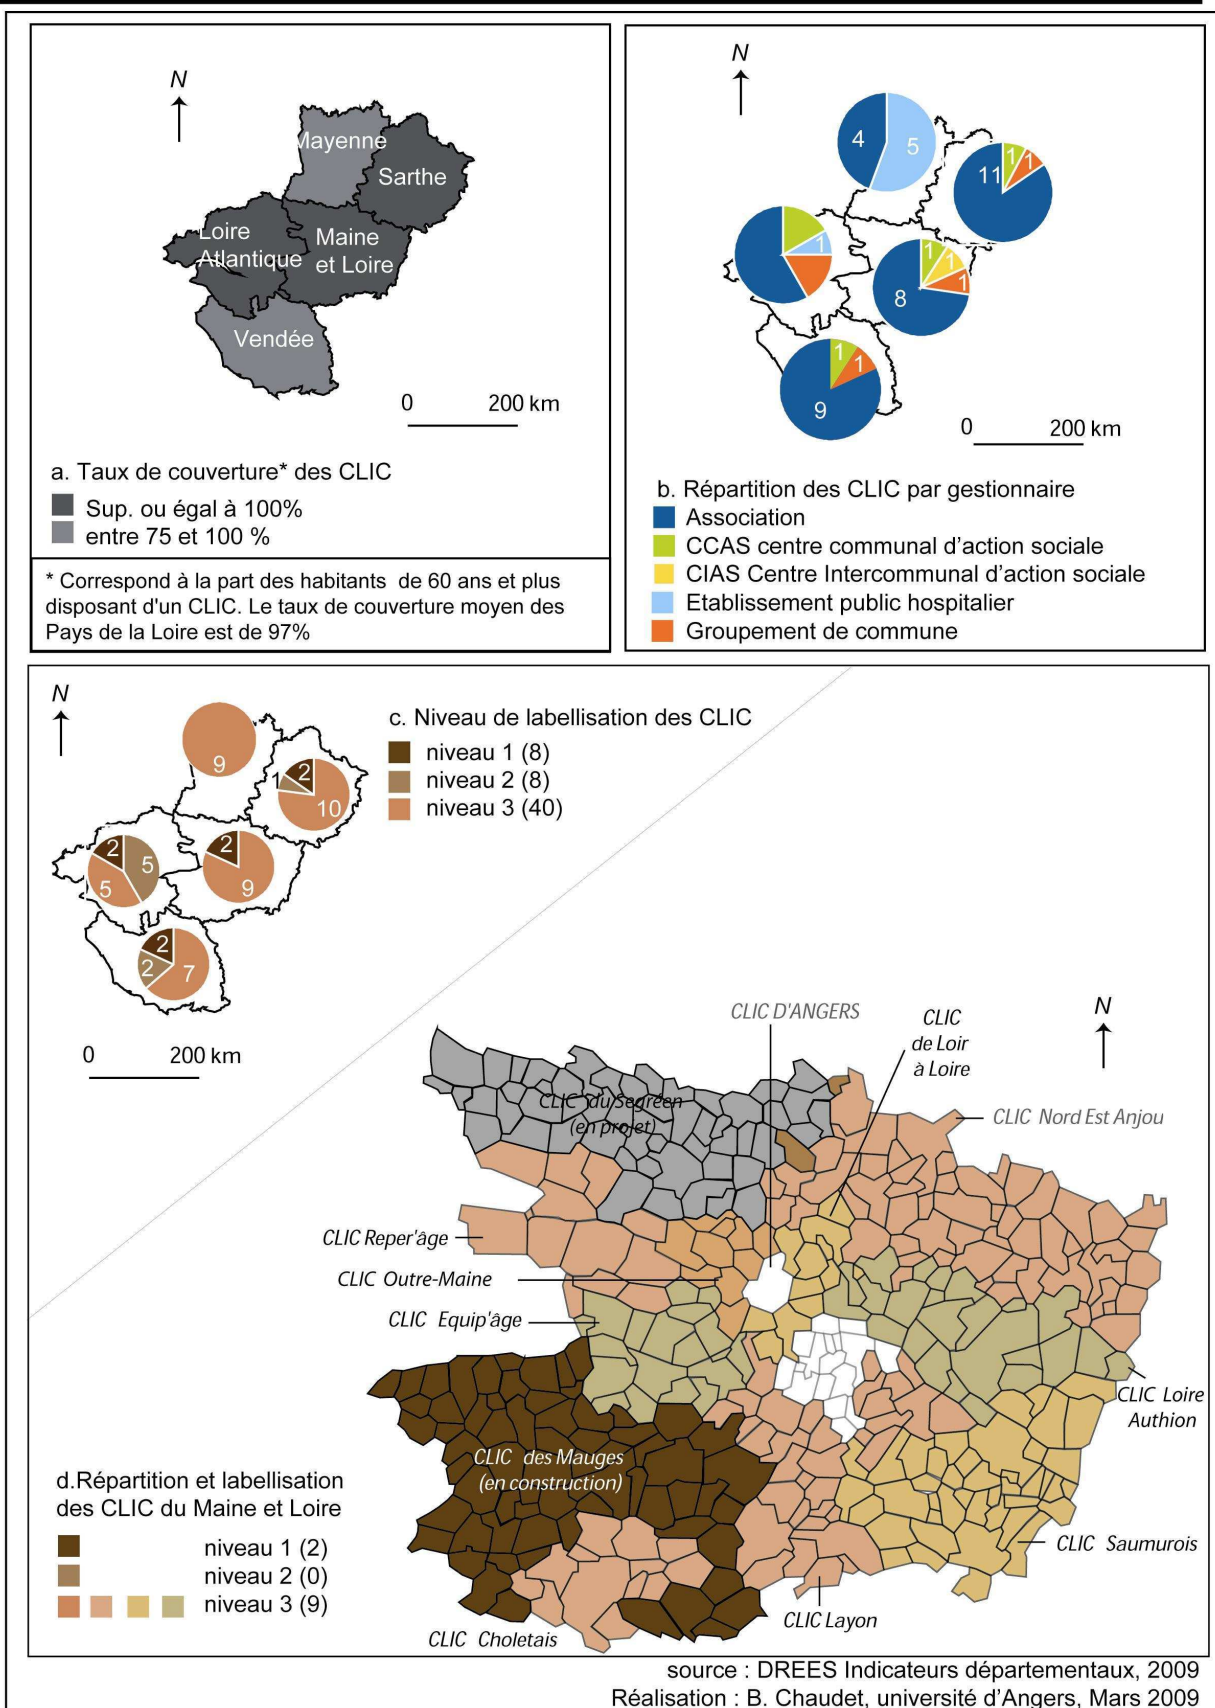 N
Mayenne
Sarthe
Loire
Atlantique
Maine
et Loire
Vendée
0 200 km
a. Taux de couverture* des CLIC
Sup. ou égal à 100%
entre 75 et 100 %
* Correspond à la part des habitants de 60 ans et plus
disposant d'un CLIC. Le taux de couverture moyen des
Pays de la Loire est de 97%
N
4 5
11 1 1
1
8 1 1 1
9 1 1
0 200 km
b. Répartition des CLIC par gestionnaire
Association
CCAS centre communal d'action sociale
CIAS Centre Intercommunal d'action sociale
Etablissement public hospitalier
Groupement de commune
N
9
1 2 10
2 5 5
2 9
2 2 7
0 200 km
c. Niveau de labellisation des CLIC
niveau 1 (8)
niveau 2 (8)
niveau 3 (40)
N
CLIC D'ANGERS
CLIC
de Loir
à Loire
CLIC du Segréen
(en projet)
CLIC Nord Est Anjou
CLIC Reper'âge
CLIC Outre-Maine
CLIC Equip'âge
CLIC Loire
Authion
CLIC des Mauges
(en construction)
CLIC Saumurois
CLIC Layon
CLIC Choletais
d.Répartition et labellisation
des CLIC du Maine et Loire
niveau 1 (2)
niveau 2 (0)
niveau 3 (9)
source : DREES Indicateurs départementaux, 2009
Réalisation : B. Chaudet, université d'Angers, Mars 2009